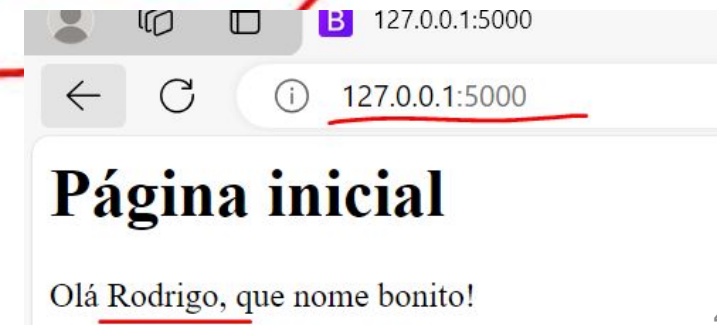 B 127.0.0.1:5000
127.0.0.1:5000
Página inicial
Olá Rodrigo, que nome bonito!